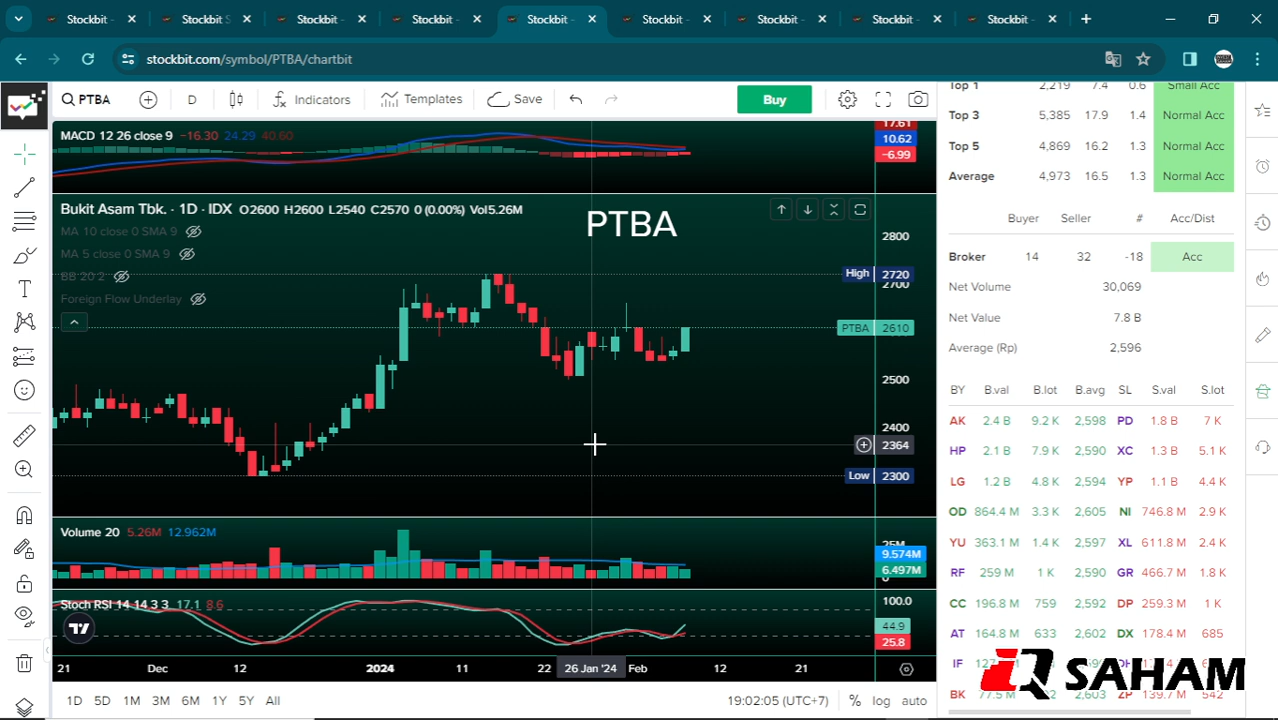 Stockbit - Stockbit S Stockbit - Stockbit - Stockbit - Stockbit - Stockbit - Stockbit - Stockbit -
stockbit.com/symbol/PTBA/chartbit
PTBA D Indicators Templates Save Buy
MACD 12 26 close 9 −16.30 24.29 40.60
17.61
10.62
−6.99
Bukit Asam Tbk. · 1D · IDX O2600 H2600 L2540 C2570 0 (0.00%) Vol5.26M
MA 10 close 0 SMA 9
MA 5 close 0 SMA 9
BB 20 2
Foreign Flow Underlay
PTBA
2800
High 2720
2700
PTBA 2610
2500
2400
2364
Low 2300
Volume 20 5.26M 12.962M
25M
9.574M
6.497M
0
Stoch RSI 14 14 3 3 17.1 8.6
100.0
44.9
25.8
21 Dec 12 2024 11 22 26 Jan '24 Feb 12 21
1D 5D 1M 3M 6M 1Y 5Y All 19:02:05 (UTC+7) % log auto
Top 1 2,219 7.4 0.6 Small Acc
Top 3 5,385 17.9 1.4 Normal Acc
Top 5 4,869 16.2 1.3 Normal Acc
Average 4,973 16.5 1.3 Normal Acc
Buyer Seller # Acc/Dist
Broker 14 32 -18 Acc
Net Volume 30,069
Net Value 7.8 B
Average (Rp) 2,596
BY B.val B.lot B.avg SL S.val S.lot
AK 2.4 B 9.2 K 2,598 PD 1.8 B 7 K
HP 2.1 B 7.9 K 2,590 XC 1.3 B 5.1 K
LG 1.2 B 4.8 K 2,594 YP 1.1 B 4.4 K
OD 864.4 M 3.3 K 2,605 NI 746.8 M 2.9 K
YU 363.1 M 1.4 K 2,597 XL 611.8 M 2.4 K
RF 259 M 1 K 2,590 GR 466.7 M 1.8 K
CC 196.8 M 759 2,592 DP 259.3 M 1 K
AT 164.8 M 633 2,602 DX 178.4 M 685
IF
BK 77.5 M 2,603 ZP 139.7 M 542
IQ SAHAM